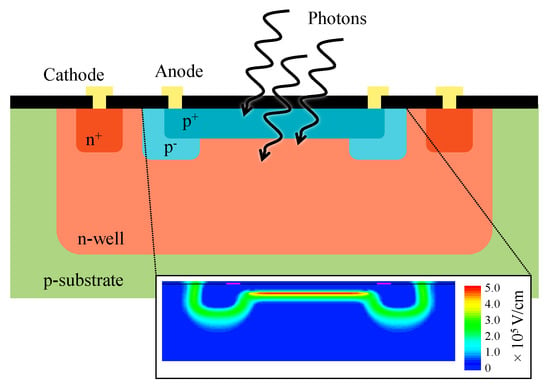 Photons
Cathode
Anode
p+
n+
p-
n-well
p-substrate
5.0
4.0
3.0
2.0
1.0
0
× 10⁵ V/cm